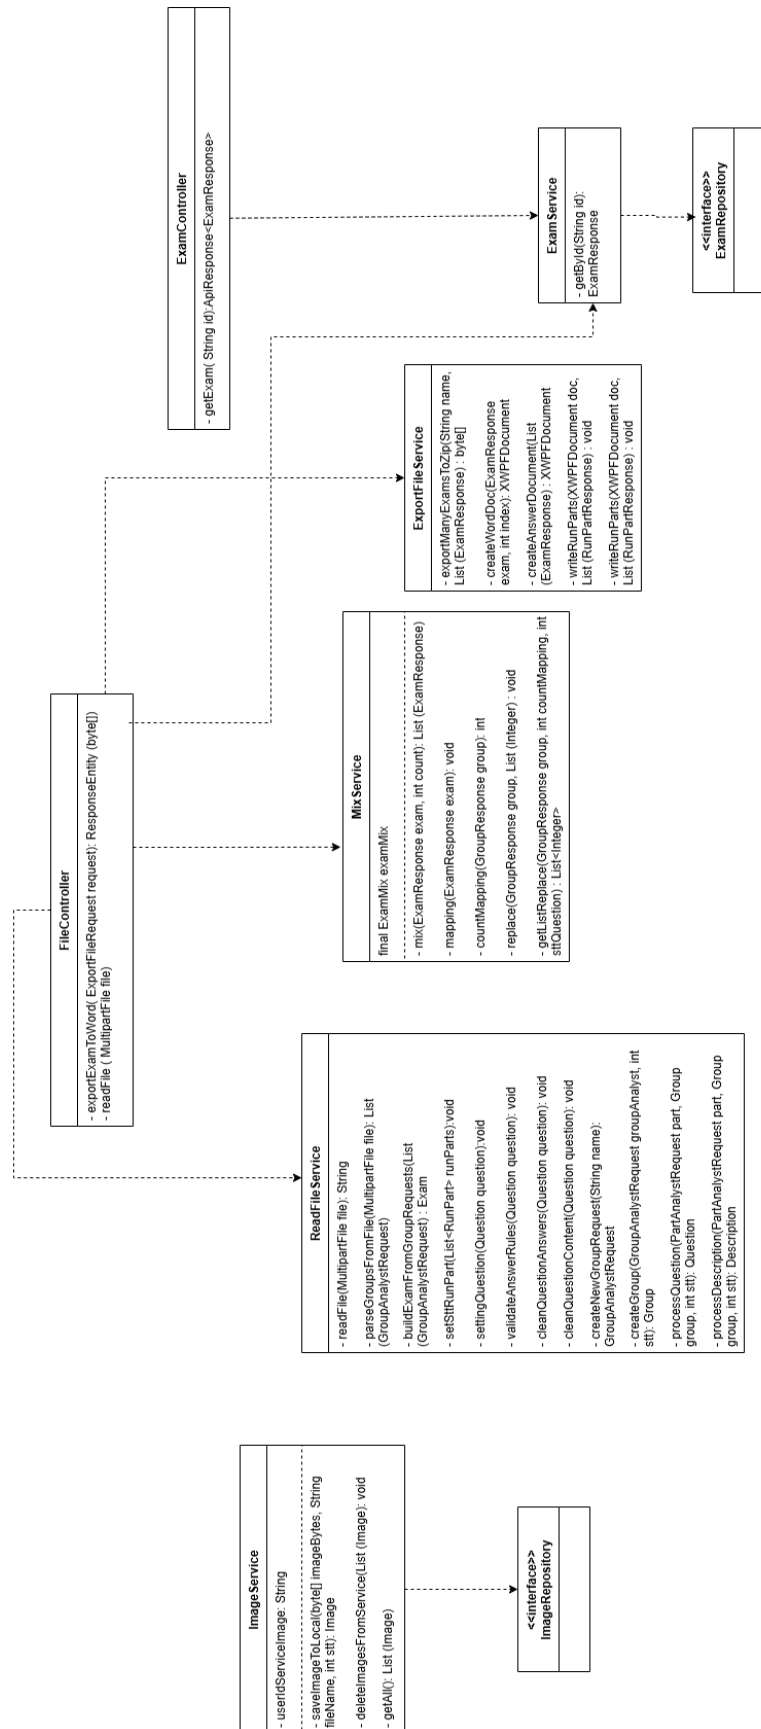 ImageService
- userIdServiceImage: String
- saveImageToLocal(byte[] imageBytes, String
fileName, int stt): Image
- deleteImagesFromService(List (Image): void
- getAll(): List (Image)
<<interface>>
ImageRepository
ReadFileService
- readFile(MultipartFile file): String
- parseGroupsFromFile(MultipartFile file): List
(GroupAnalystRequest)
- buildExamFromGroupRequests(List
(GroupAnalystRequest) : Exam
- setSttRunPart(List<RunPart> runParts):void
- settingQuestion(Question question):void
- validateAnswerRules(Question question): void
- cleanQuestionAnswers(Question question): void
- cleanQuestionContent(Question question): void
- createNewGroupRequest(String name):
GroupAnalystRequest
- createGroup(GroupAnalystRequest groupAnalyst, int
stt): Group
- processQuestion(PartAnalystRequest part, Group
group, int stt): Question
- processDescription(PartAnalystRequest part, Group
group, int stt): Description
FileController
- exportExamToWord( ExportFileRequest request): ResponseEntity (byte[])
- readFile ( MultipartFile file)
MixService
final ExamMix examMix
- mix(ExamResponse exam, int count): List (ExamResponse)
- mapping(ExamResponse exam): void
- countMapping(GroupResponse group): int
- replace(GroupResponse group, List (Integer) : void
- getListReplace(GroupResponse group, int countMapping, int
sttQuestion) : List<Integer>
ExportFileService
- exportManyExamsToZip(String name,
List (ExamResponse) : byte[]
- createWordDoc(ExamResponse
exam, int index): XWPFDocument
- createAnswerDocument(List
(ExamResponse) : XWPFDocument
- writeRunParts(XWPFDocument doc,
List (RunPartResponse) : void
- writeRunParts(XWPFDocument doc,
List (RunPartResponse) : void
ExamController
- getExam( String id):ApiResponse<ExamResponse>
ExamService
- getById(String id):
ExamResponse
<<interface>>
ExamRepository